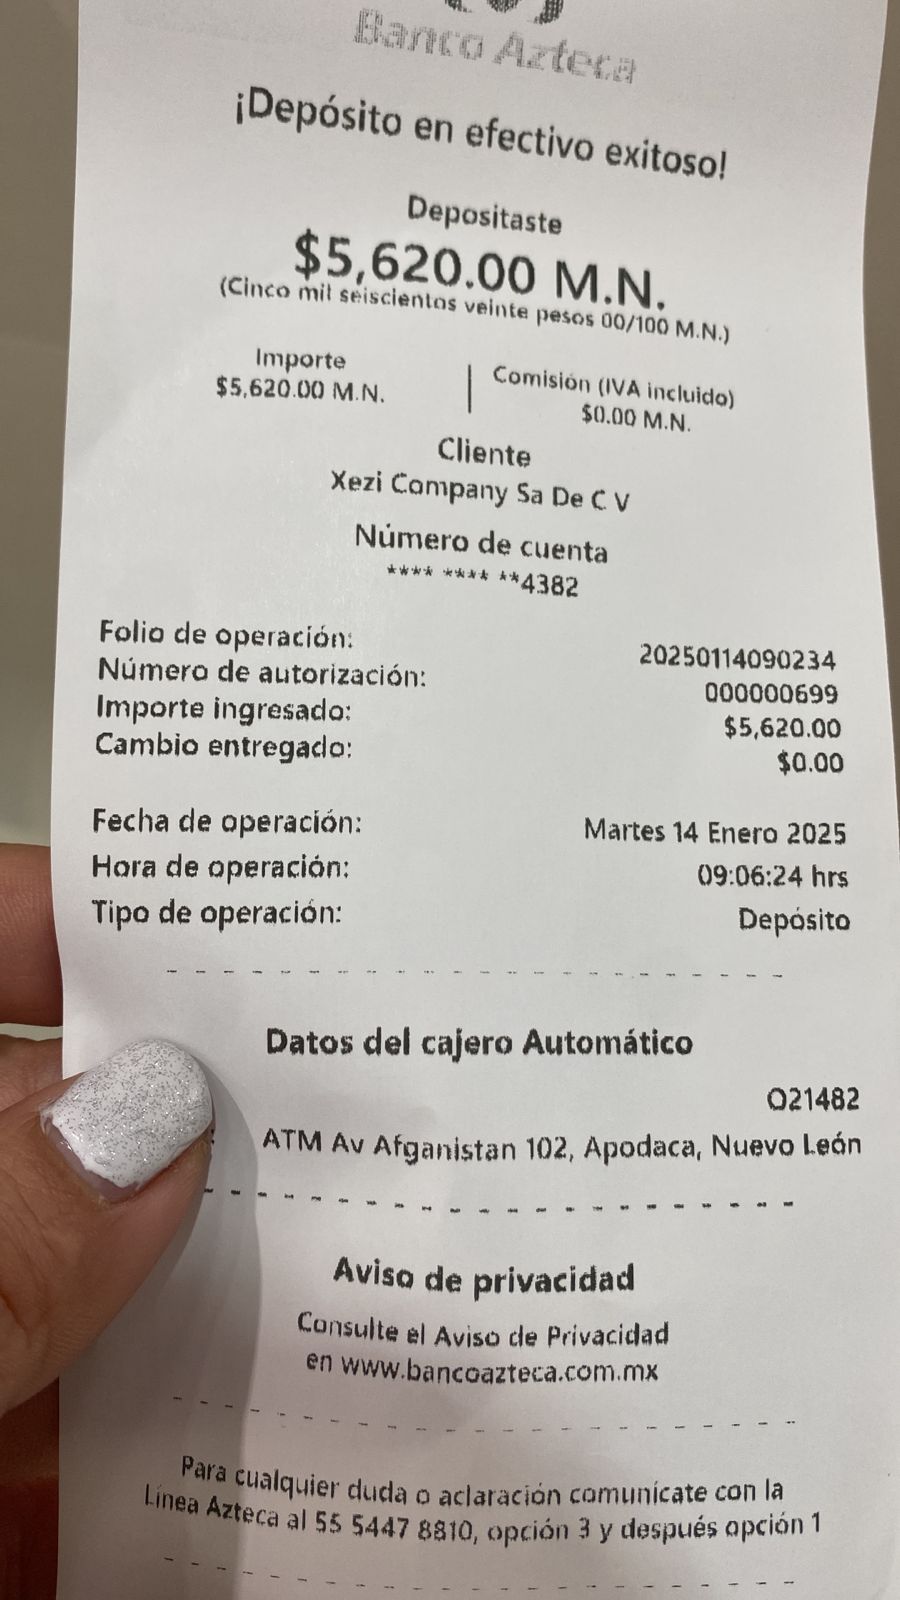 Banco Azteca
¡Depósito en efectivo exitoso!
Depositaste
$5,620.00 M.N.
(Cinco mil seiscientos veinte pesos 00/100 M.N.)
Importe
$5,620.00 M.N.
Comisión (IVA incluido)
$0.00 M.N.
Cliente
Xezi Company Sa De C V
Número de cuenta
**** **** **4382
Folio de operación: 20250114090234
Número de autorización: 000000699
Importe ingresado: $5,620.00
Cambio entregado: $0.00
Fecha de operación: Martes 14 Enero 2025
Hora de operación: 09:06:24 hrs
Tipo de operación: Depósito
Datos del cajero Automático
O21482
: ATM Av Afganistan 102, Apodaca, Nuevo León
Aviso de privacidad
Consulte el Aviso de Privacidad
en www.bancoazteca.com.mx
Para cualquier duda o aclaración comunícate con la
Línea Azteca al 55 5447 8810, opción 3 y después opción 1